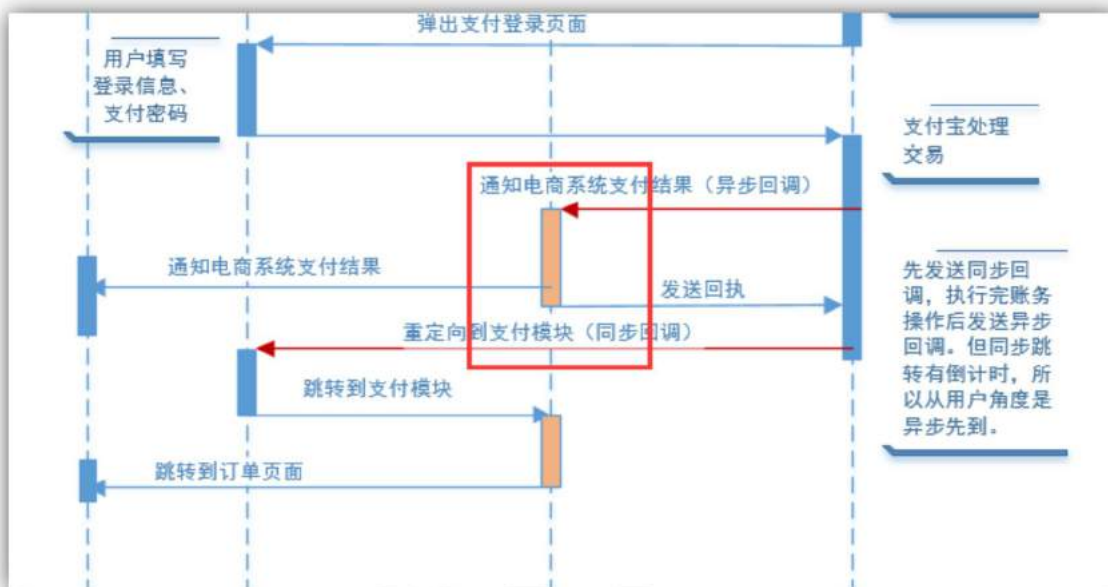 弹出支付登录页面
用户填写
登录信息、
支付密码
支付宝处理
交易
通知电商系统支付结果（异步回调）
通知电商系统支付结果
发送回执
先发送同步回
调，执行完账务
操作后发送异步
回调。但同步跳
转有倒计时，所
以从用户角度是
异步先到。
重定向到支付模块（同步回调）
跳转到支付模块
跳转到订单页面